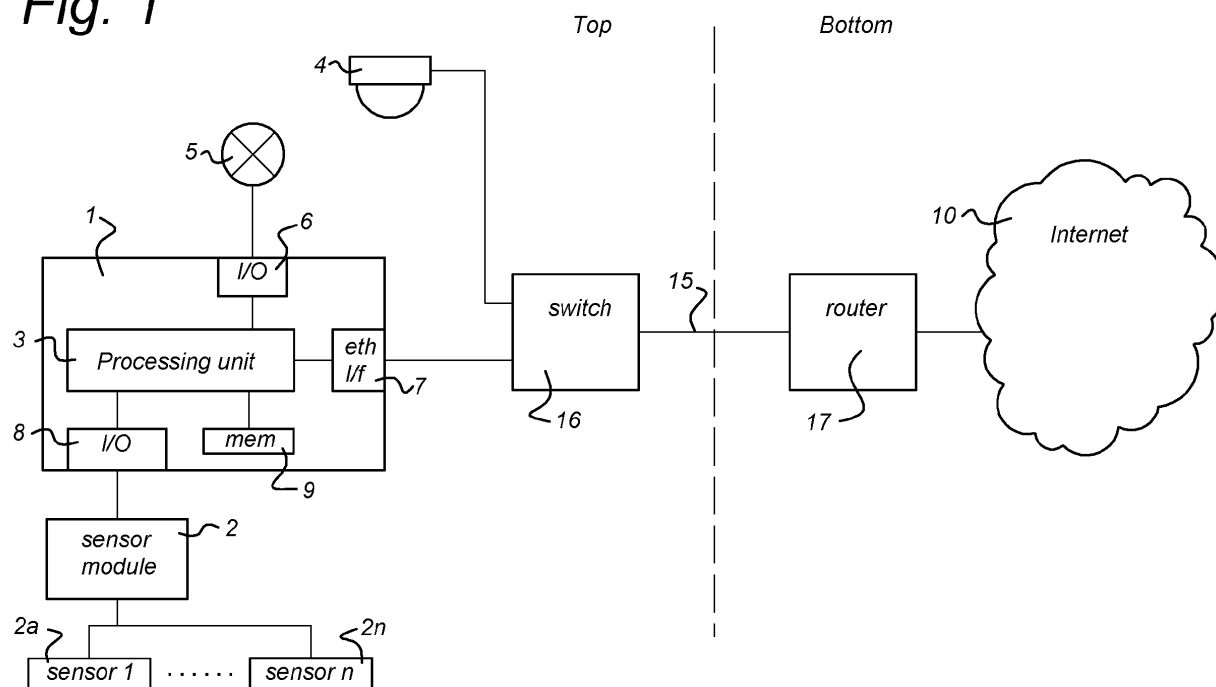 Fig. 1
Top
Bottom
4
5
1
6
I/O
10
Internet
15
switch
router
3
Processing unit
eth
I/f
7
16
17
8
I/O
mem
9
2
sensor
module
2a
2n
sensor 1 ...... sensor n